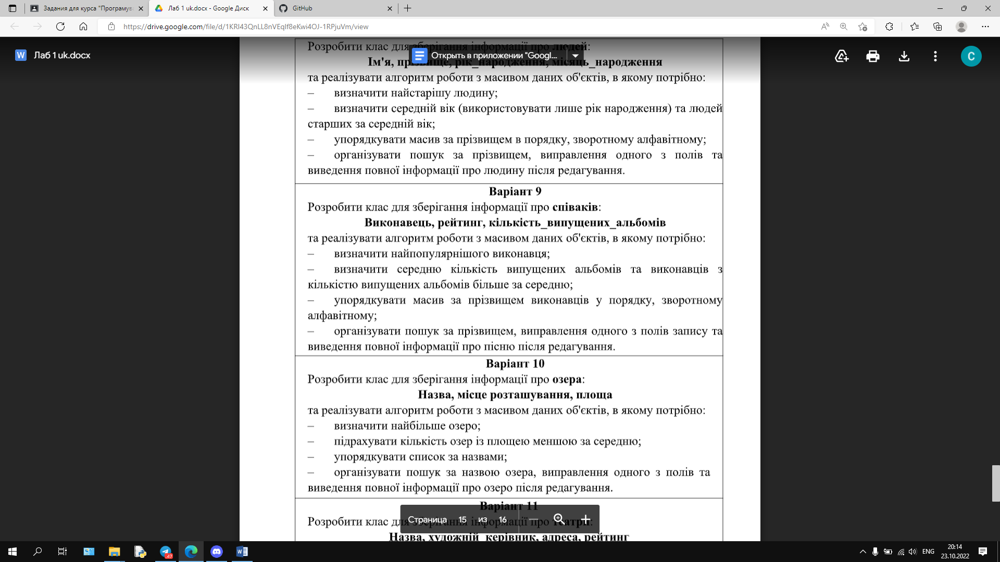 Задания для курса "Програмува
Лаб 1 uk.docx - Google Диск
GitHub
https://drive.google.com/file/d/1KRl43QnLL8nVEqlf8eKwi4OJ-1RPjuVm/view
W Лаб 1 uk.docx
Открыть в приложении "Googl...
C
Розробити клас для зберігання інформації про людей:
Ім'я, прізвище, рік_народження, місяць_народження
та реалізувати алгоритм роботи з масивом даних об'єктів, в якому потрібно:
– визначити найстарішу людину;
– визначити середній вік (використовувати лише рік народження) та людей
старших за середній вік;
– упорядкувати масив за прізвищем в порядку, зворотному алфавітному;
– організувати пошук за прізвищем, виправлення одного з полів та
виведення повної інформації про людину після редагування.
Варіант 9
Розробити клас для зберігання інформації про співаків:
Виконавець, рейтинг, кількість_випущених_альбомів
та реалізувати алгоритм роботи з масивом даних об'єктів, в якому потрібно:
– визначити найпопулярнішого виконавця;
– визначити середню кількість випущених альбомів та виконавців з
кількістю випущених альбомів більше за середню;
– упорядкувати масив за прізвищем виконавців у порядку, зворотному
алфавітному;
– організувати пошук за прізвищем, виправлення одного з полів запису та
виведення повної інформації про пісню після редагування.
Варіант 10
Розробити клас для зберігання інформації про озера:
Назва, місце розташування, площа
та реалізувати алгоритм роботи з масивом даних об'єктів, в якому потрібно:
– визначити найбільше озеро;
– підрахувати кількість озер із площею меншою за середню;
– упорядкувати список за назвами;
– організувати пошук за назвою озера, виправлення одного з полів та
виведення повної інформації про озеро після редагування.
Варіант 11
Розробити клас для зберігання інформації про театри:
Назва, художній_керівник, адреса, рейтинг
Страница 15 из 16
47
W
ENG
20:14
23.10.2022